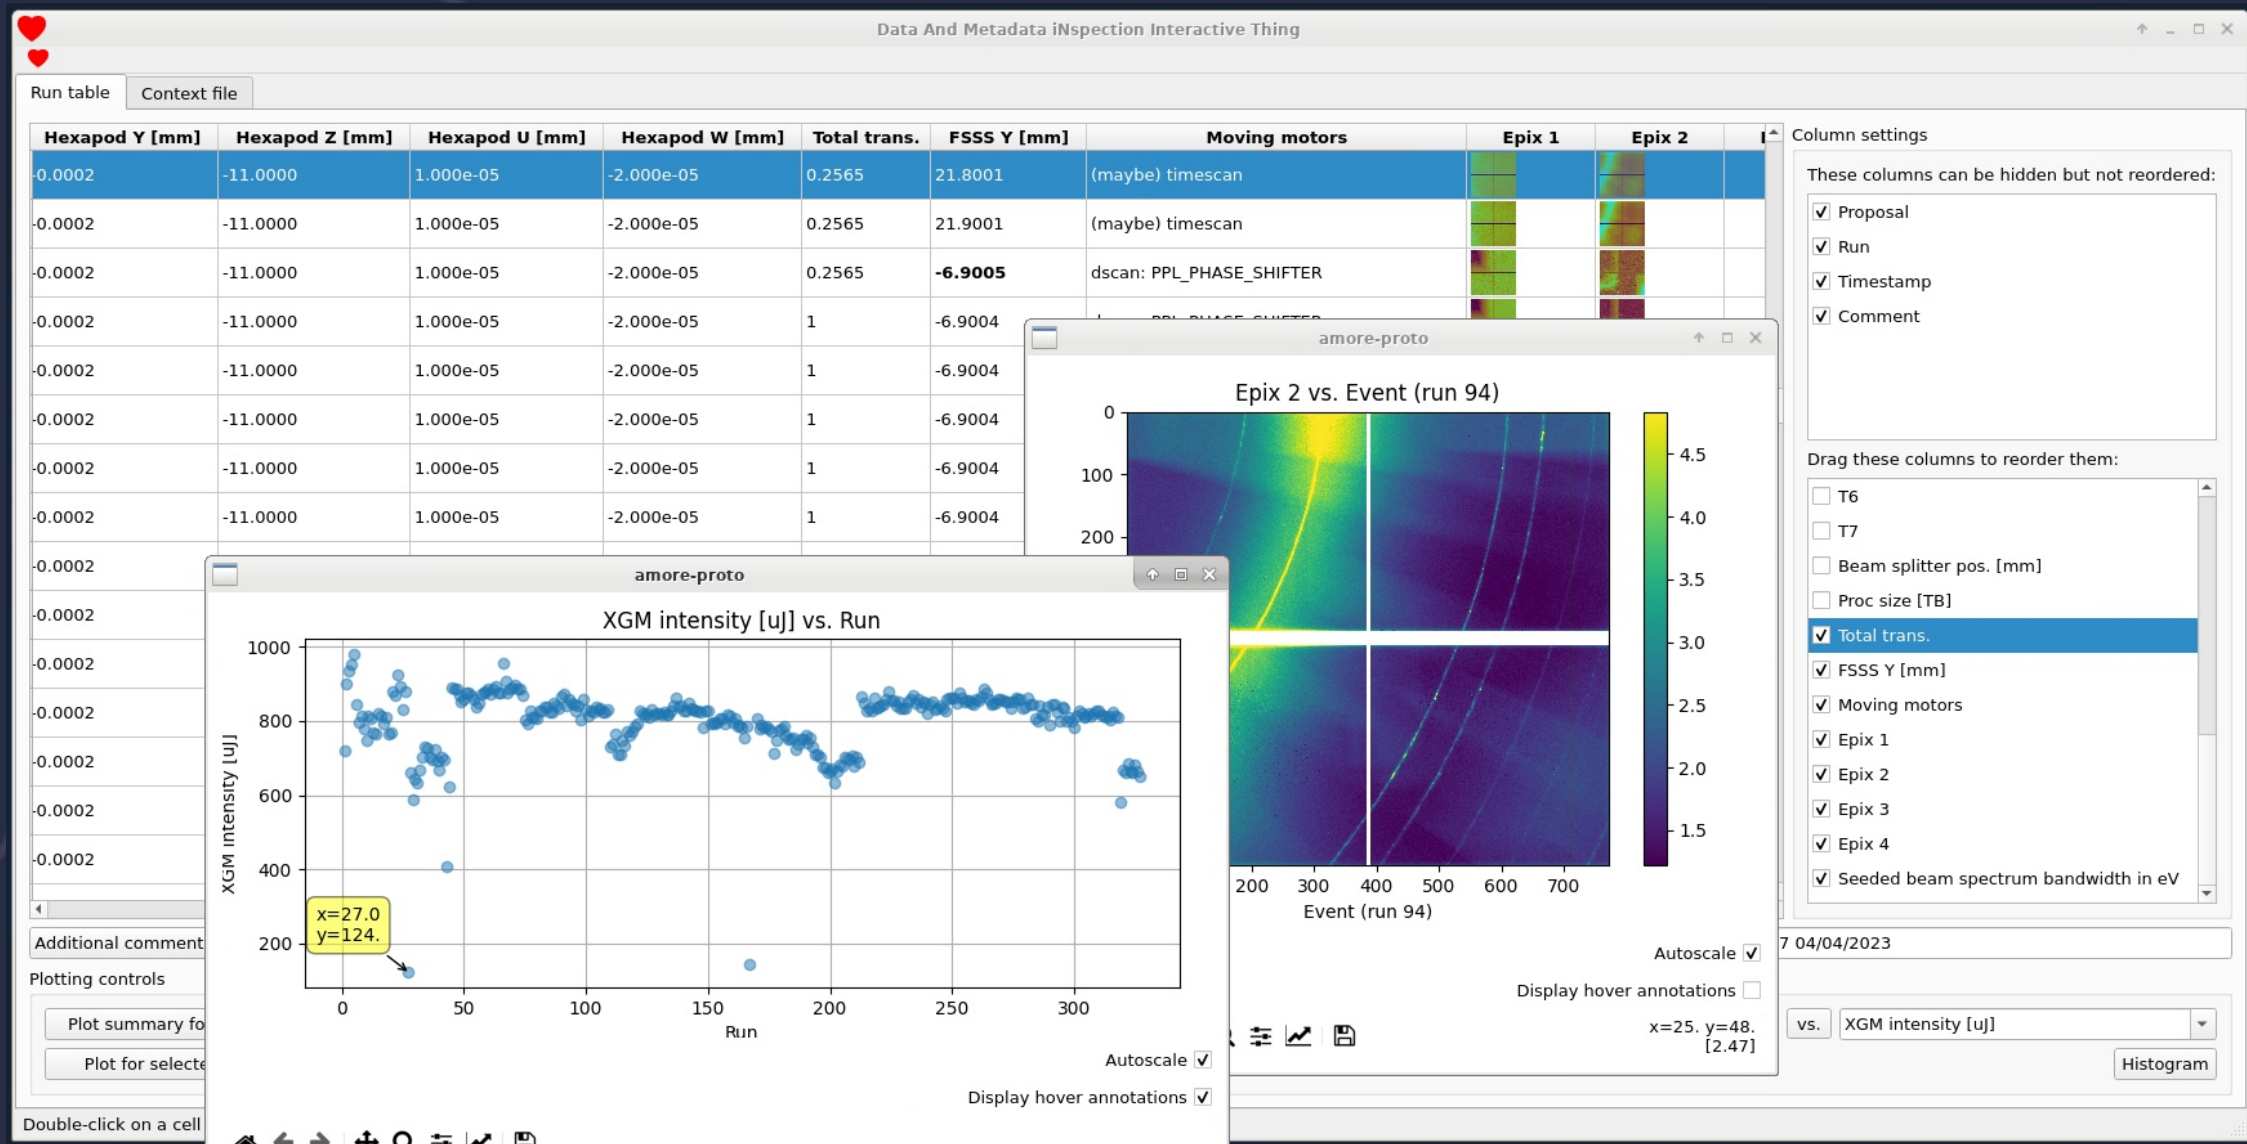 Data And Metadata iNspection Interactive Thing
Run table Context file
Hexapod Y [mm] Hexapod Z [mm] Hexapod U [mm] Hexapod W [mm] Total trans. FSSS Y [mm] Moving motors Epix 1 Epix 2
-0.0002 -11.0000 1.000e-05 -2.000e-05 0.2565 21.8001 (maybe) timescan
-0.0002 -11.0000 1.000e-05 -2.000e-05 0.2565 21.9001 (maybe) timescan
-0.0002 -11.0000 1.000e-05 -2.000e-05 0.2565 -6.9005 dscan: PPL_PHASE_SHIFTER
-0.0002 -11.0000 1.000e-05 -2.000e-05 1 -6.9004
-0.0002 -11.0000 1.000e-05 -2.000e-05 1 -6.9004
-0.0002 -11.0000 1.000e-05 -2.000e-05 1 -6.9004
-0.0002 -11.0000 1.000e-05 -2.000e-05 1 -6.9004
-0.0002 -11.0000 1.000e-05 -2.000e-05 1 -6.9004
-0.0002
-0.0002
-0.0002
-0.0002
-0.0002
-0.0002
-0.0002
Additional comment
Plotting controls
Plot summary fo
Plot for selecte
Double-click on a cell
amore-proto
XGM intensity [uJ] vs. Run
XGM intensity [uJ]
1000
800
600
400
200
x=27.0
y=124.
0 50 100 150 200 250 300
Run
Autoscale
Display hover annotations
amore-proto
Epix 2 vs. Event (run 94)
0
100
200
200 300 400 500 600 700
Event (run 94)
4.5
4.0
3.5
3.0
2.5
2.0
1.5
Autoscale
Display hover annotations
x=25. y=48.
[2.47]
Column settings
These columns can be hidden but not reordered:
Proposal
Run
Timestamp
Comment
Drag these columns to reorder them:
T6
T7
Beam splitter pos. [mm]
Proc size [TB]
Total trans.
FSSS Y [mm]
Moving motors
Epix 1
Epix 2
Epix 3
Epix 4
Seeded beam spectrum bandwidth in eV
7 04/04/2023
vs. XGM intensity [uJ]
Histogram